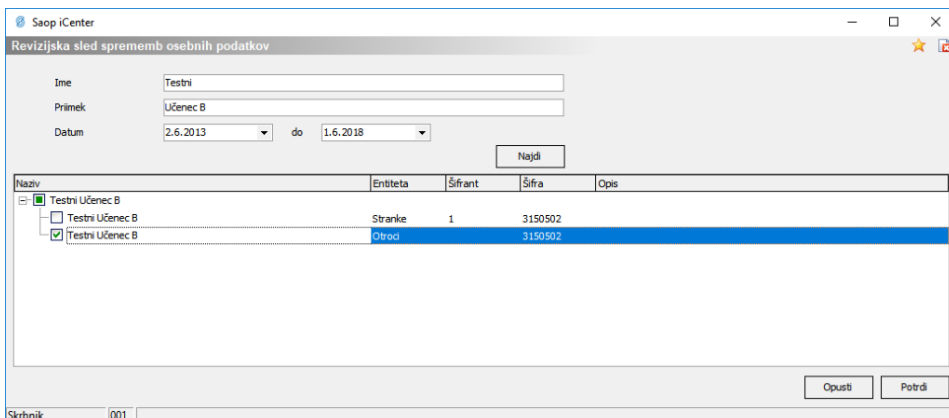 Saop iCenter
Revizijska sled sprememb osebnih podatkov
Ime Testni
Priimek Učenec B
Datum 2.6.2013 do 1.6.2018
Najdi
Naziv Entiteta Šifrant Šifra Opis
Testni Učenec B
Testni Učenec B Stranke 1 3150502
Testni Učenec B Otroci 3150502
Opusti Potrdi
Skrbnik 001